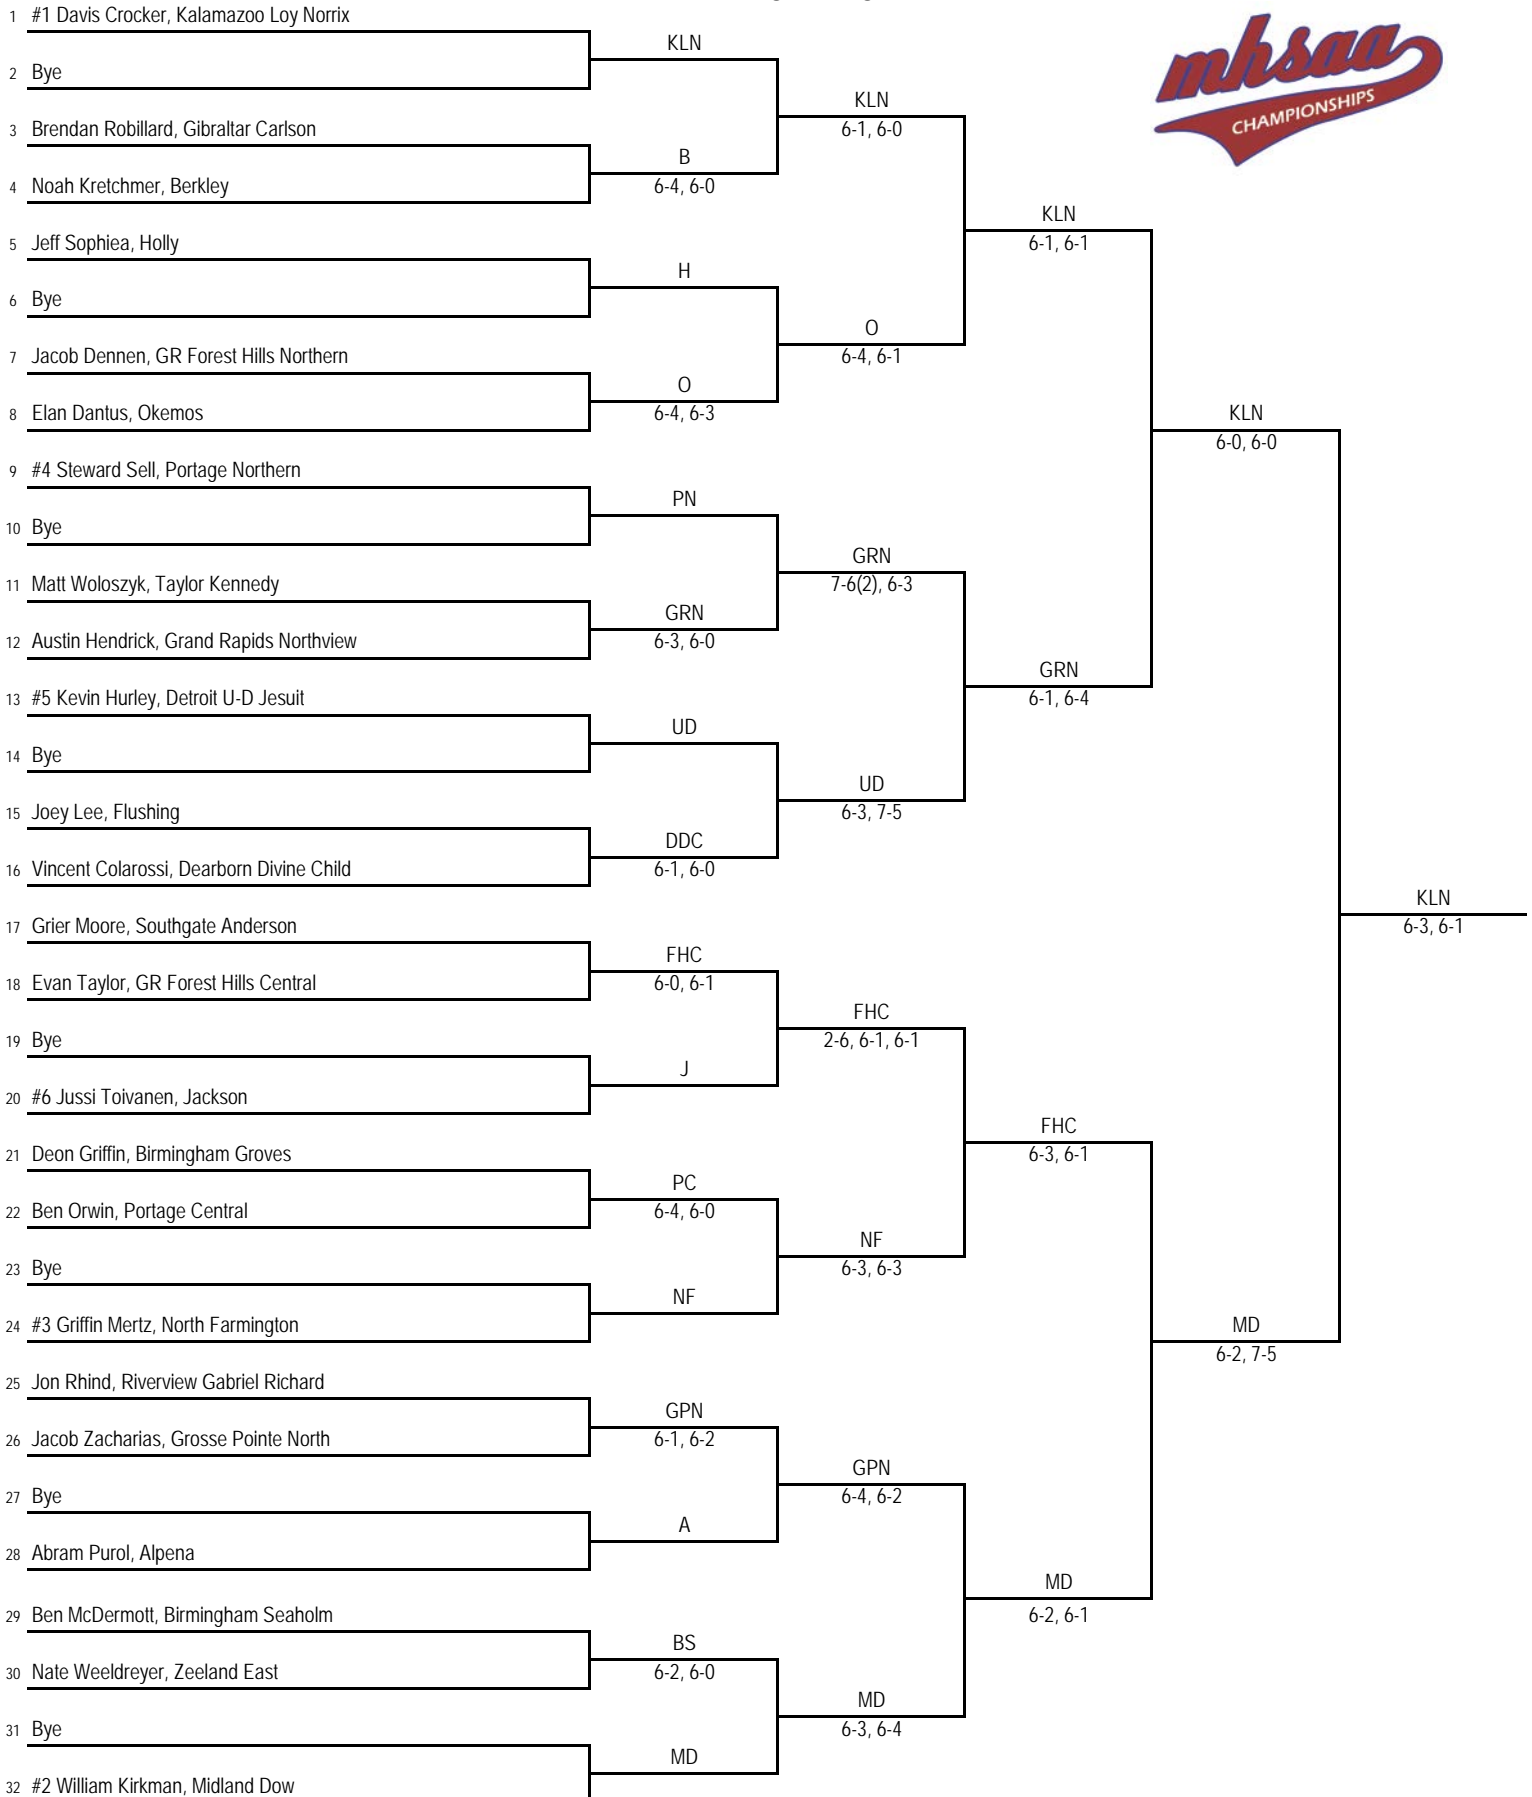 1 #1 Davis Crocker, Kalamazoo Loy Norrix
KLN
2 Bye
KLN
6-1, 6-0
3 Brendan Robillard, Gibraltar Carlson
B
6-4, 6-0
4 Noah Kretchmer, Berkley
KLN
6-1, 6-1
5 Jeff Sophiea, Holly
H
6 Bye
O
6-4, 6-1
7 Jacob Dennen, GR Forest Hills Northern
O
6-4, 6-3
8 Elan Dantus, Okemos
KLN
6-0, 6-0
9 #4 Steward Sell, Portage Northern
PN
10 Bye
GRN
7-6(2), 6-3
11 Matt Woloszyk, Taylor Kennedy
GRN
6-3, 6-0
12 Austin Hendrick, Grand Rapids Northview
GRN
6-1, 6-4
13 #5 Kevin Hurley, Detroit U-D Jesuit
UD
14 Bye
UD
6-3, 7-5
15 Joey Lee, Flushing
DDC
6-1, 6-0
16 Vincent Colarossi, Dearborn Divine Child
KLN
6-3, 6-1
17 Grier Moore, Southgate Anderson
FHC
6-0, 6-1
18 Evan Taylor, GR Forest Hills Central
FHC
2-6, 6-1, 6-1
19 Bye
J
20 #6 Jussi Toivanen, Jackson
FHC
6-3, 6-1
21 Deon Griffin, Birmingham Groves
PC
6-4, 6-0
22 Ben Orwin, Portage Central
NF
6-3, 6-3
23 Bye
NF
24 #3 Griffin Mertz, North Farmington
MD
6-2, 7-5
25 Jon Rhind, Riverview Gabriel Richard
GPN
6-1, 6-2
26 Jacob Zacharias, Grosse Pointe North
GPN
6-4, 6-2
27 Bye
A
28 Abram Purol, Alpena
MD
6-2, 6-1
29 Ben McDermott, Birmingham Seaholm
BS
6-2, 6-0
30 Nate Weeldreyer, Zeeland East
MD
6-3, 6-4
31 Bye
MD
32 #2 William Kirkman, Midland Dow
mhsaa
CHAMPIONSHIPS